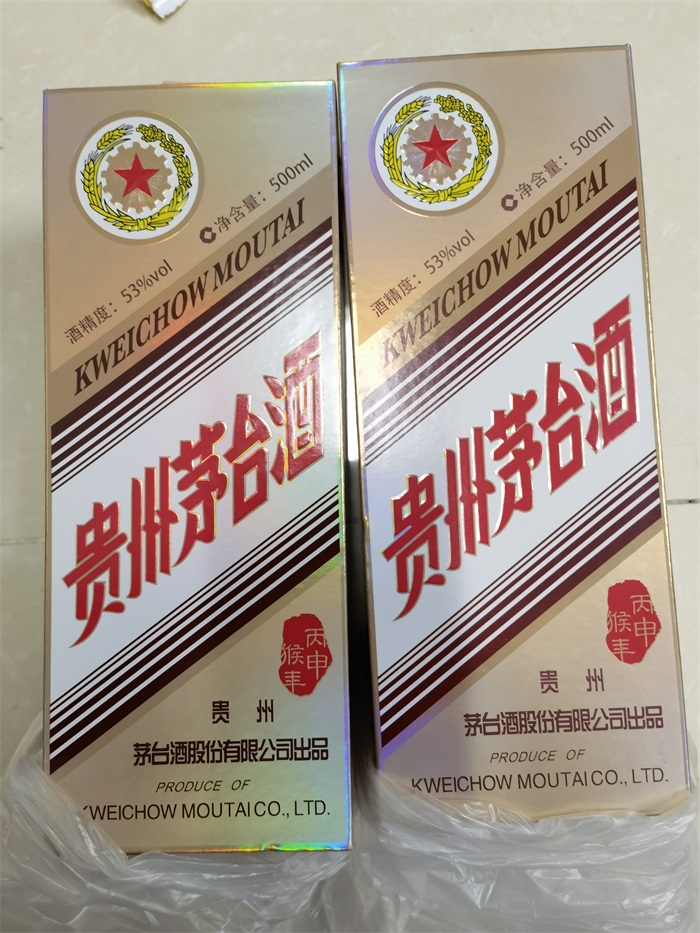 净含量：500ml
酒精度：53%vol
KWEICHOW MOUTAI
贵州茅台酒
丙申
猴年
贵州
茅台酒股份有限公司出品
PRODUCE OF
KWEICHOW MOUTAI CO., LTD.
净含量：500ml
酒精度：53%vol
KWEICHOW MOUTAI
贵州茅台酒
丙申
猴年
贵州
茅台酒股份有限公司出品
PRODUCE OF
KWEICHOW MOUTAI CO., LTD.